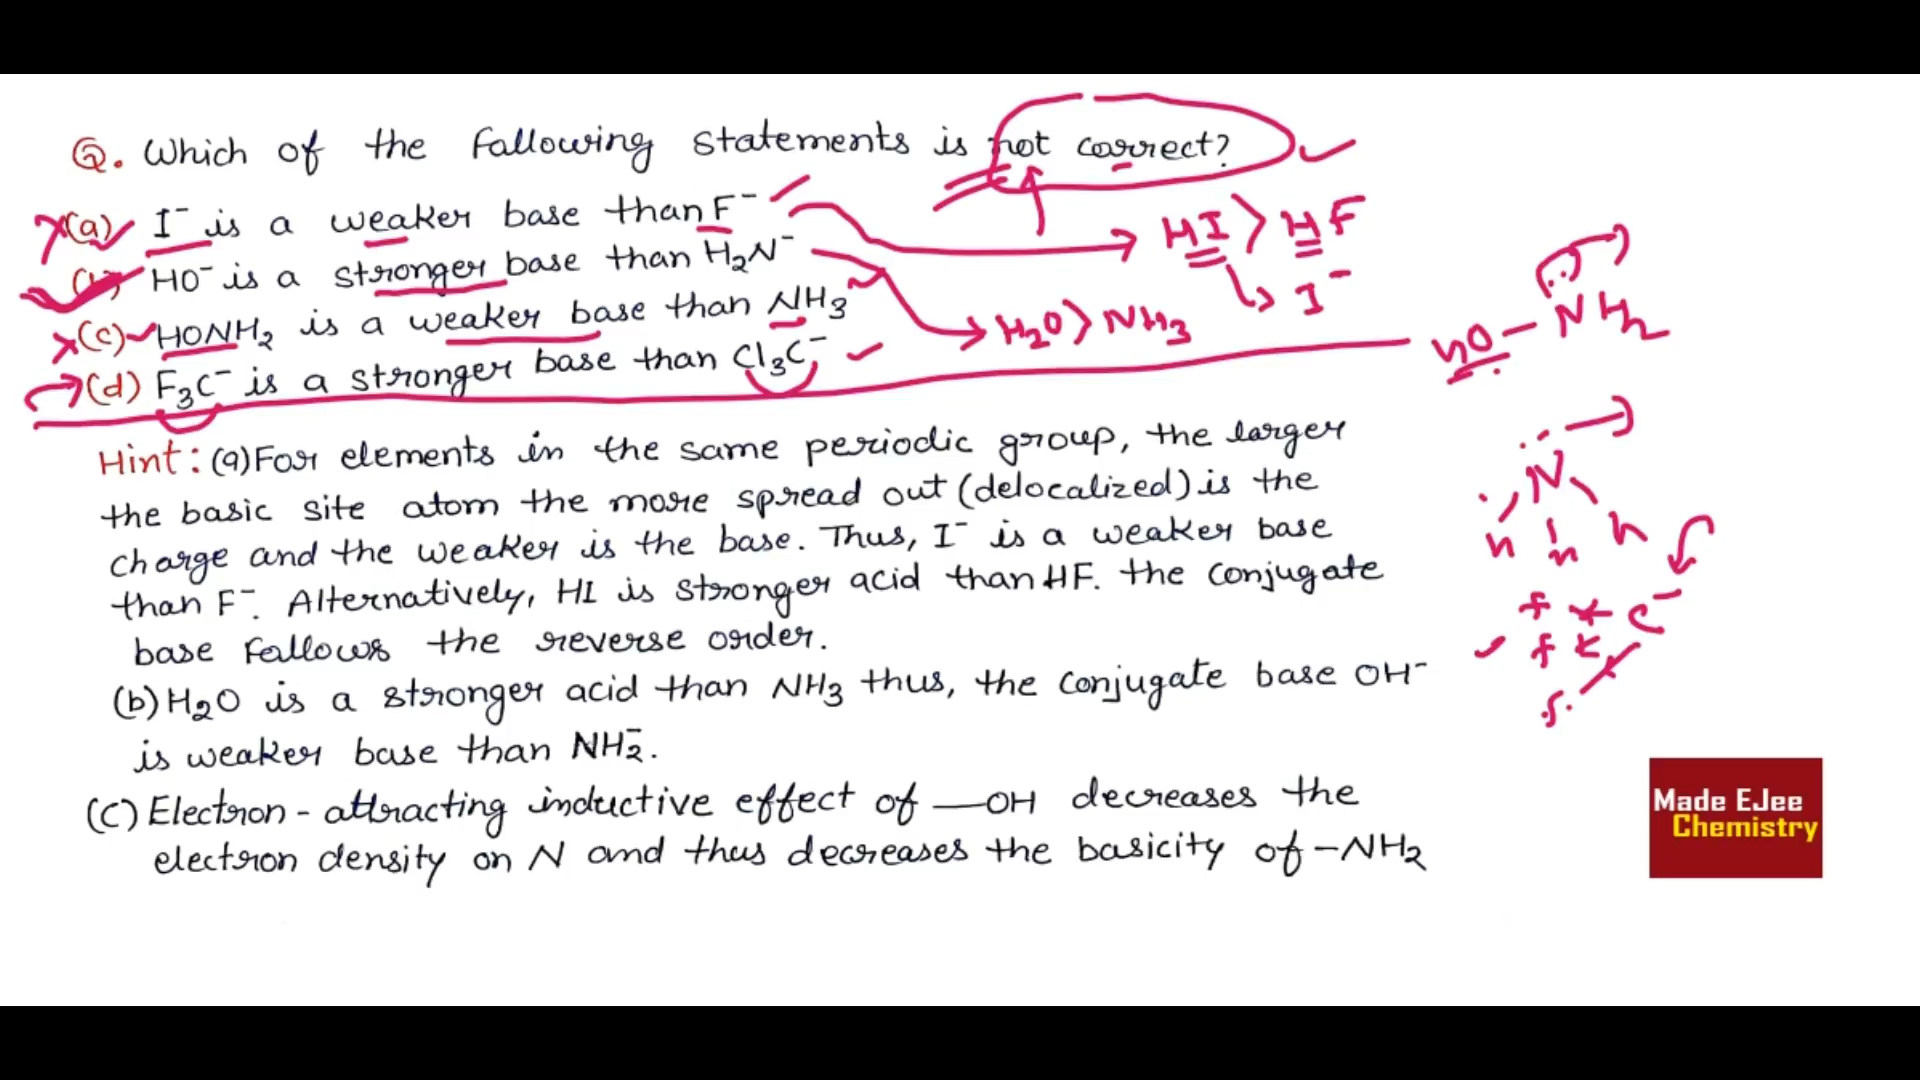 Q. Which of the fallowing statements is not correct?
(a) I⁻ is a weaker base than F⁻
HO⁻ is a stronger base than H₂N⁻
(c) HONH₂ is a weaker base than NH₃
(d) F₃C⁻ is a stronger base than Cl₃C⁻
HI > HF
I⁻
H₂O > NH₃
HO - NH₂
Hint: (a) For elements in the same periodic group, the larger
the basic site atom the more spread out (delocalized) is the
charge and the weaker is the base. Thus, I⁻ is a weaker base
than F⁻. Alternatively, HI is stronger acid than HF. the conjugate
base fallows the reverse order.
(b) H₂O is a stronger acid than NH₃ thus, the conjugate base OH⁻
is weaker base than NH₂⁻.
(C) Electron - attracting inductive effect of —OH decreases the
electron density on N and thus decreases the basicity of -NH₂
N
H H H
F
F C⁻
Made EJee
Chemistry